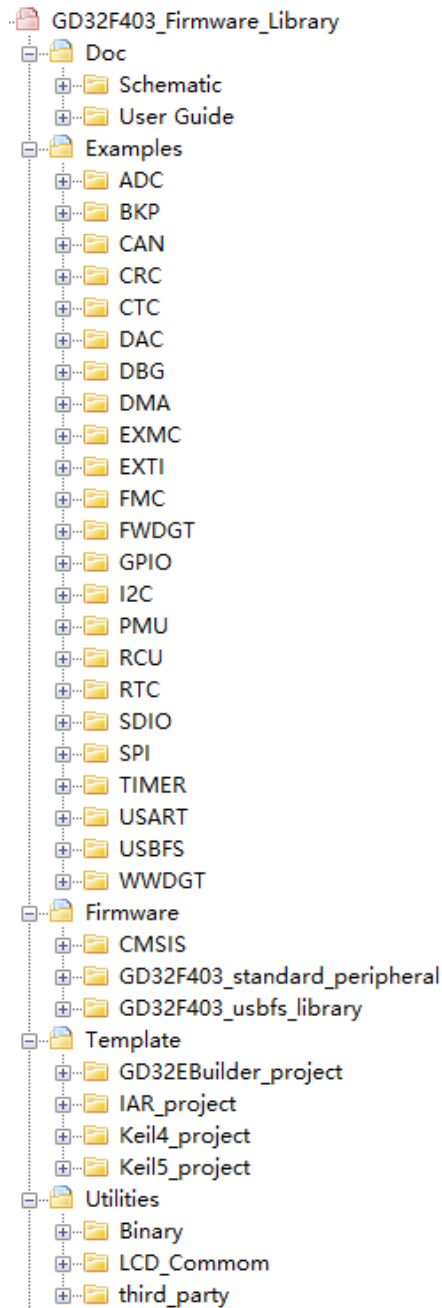 GD32F403_Firmware_Library
Doc
Schematic
User Guide
Examples
ADC
BKP
CAN
CRC
CTC
DAC
DBG
DMA
EXMC
EXTI
FMC
FWDGT
GPIO
I2C
PMU
RCU
RTC
SDIO
SPI
TIMER
USART
USBFS
WWDGT
Firmware
CMSIS
GD32F403_standard_peripheral
GD32F403_usbfs_library
Template
GD32EBuilder_project
IAR_project
Keil4_project
Keil5_project
Utilities
Binary
LCD_Commom
third_party